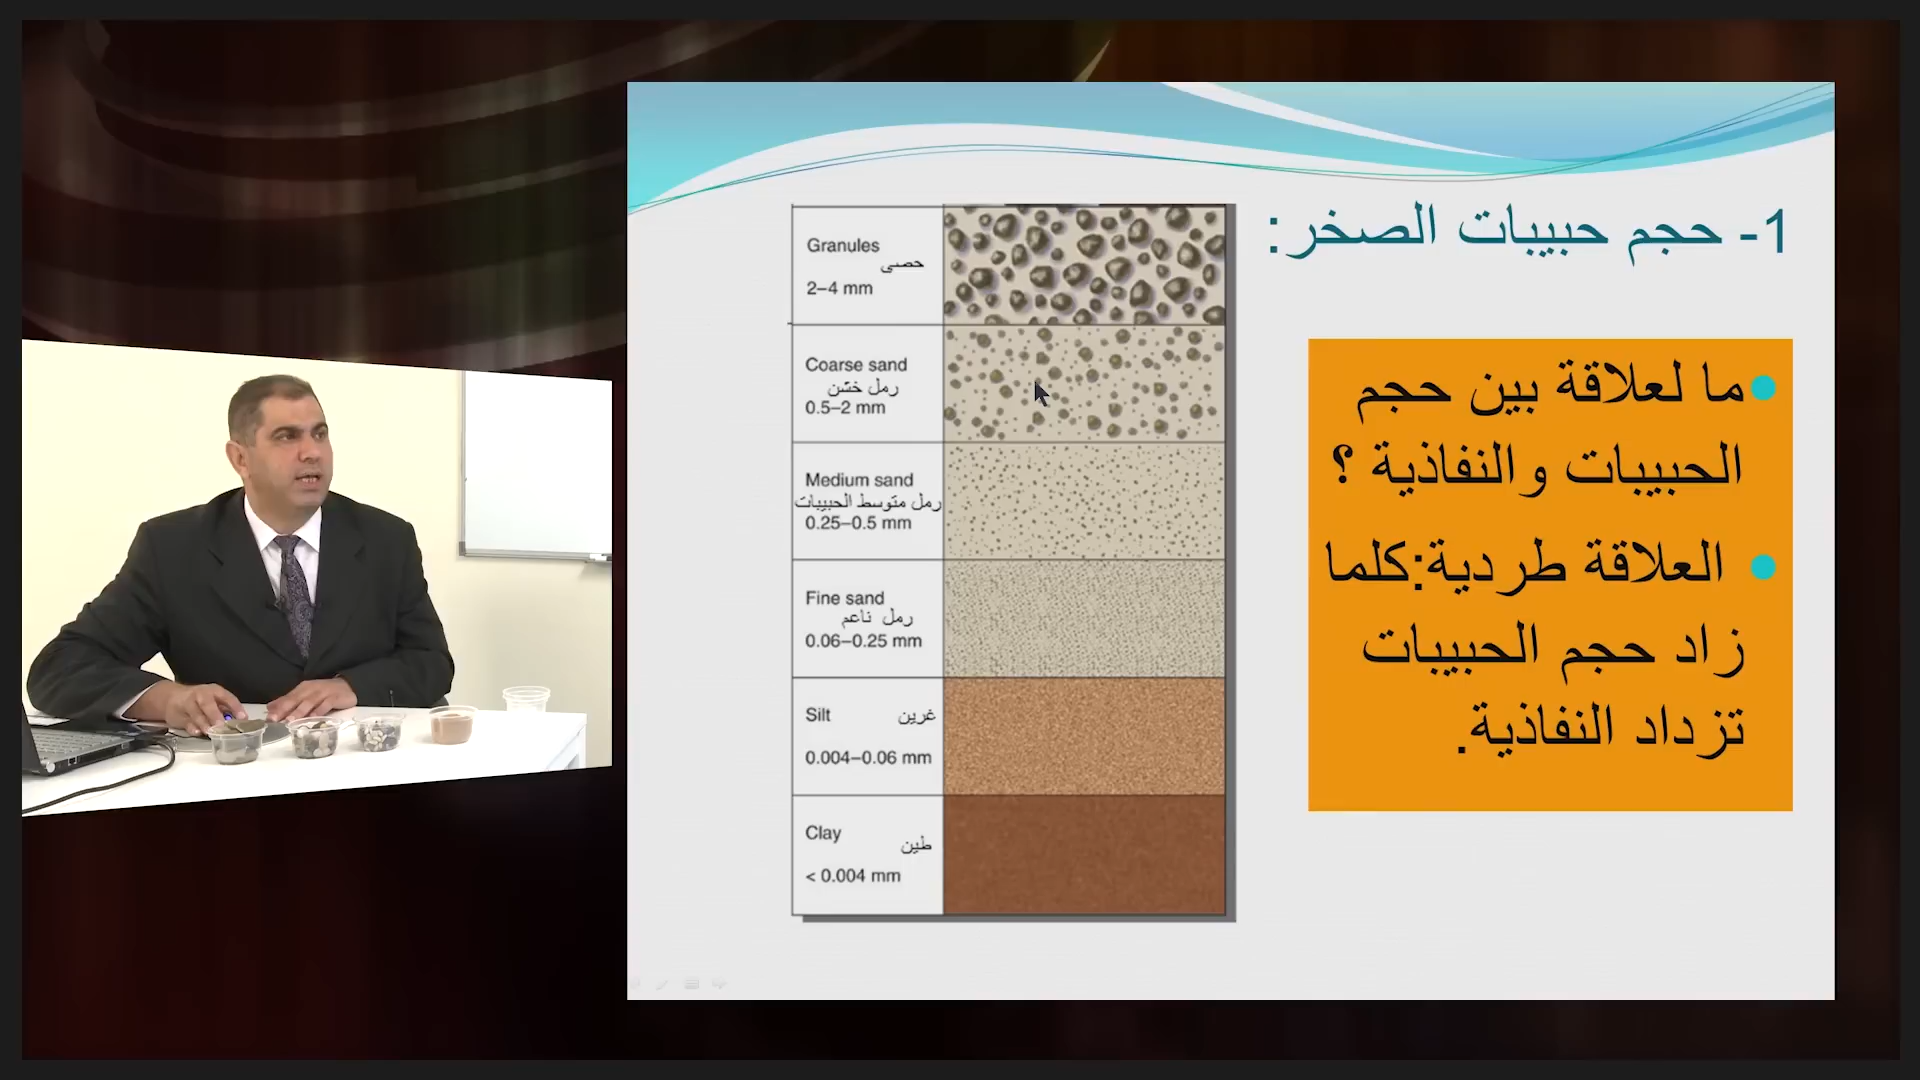 1- حجم حبيبات الصخر:
ما لعلاقة بين حجم
الحبيبات والنفاذية ؟
العلاقة طردية:كلما
زاد حجم الحبيبات
تزداد النفاذية.
Granules
حصى
2–4 mm
Coarse sand
رمل خشن
0.5–2 mm
Medium sand
رمل متوسط الحبيبات
0.25–0.5 mm
Fine sand
رمل ناعم
0.06–0.25 mm
Silt غرين
0.004–0.06 mm
Clay
طين
< 0.004 mm